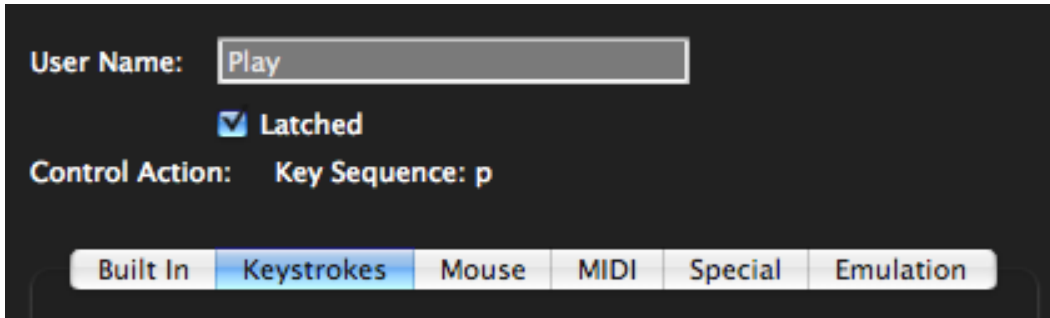 User Name: Play
Latched
Control Action: Key Sequence: p
Built In Keystrokes Mouse MIDI Special Emulation